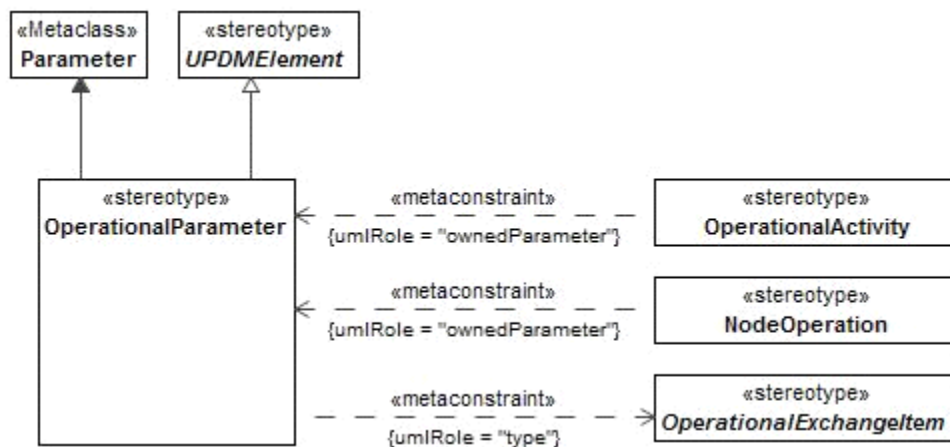 «Metaclass»
Parameter
«stereotype»
UPDMElement
«stereotype»
OperationalParameter
«metaconstraint»
{umlRole = "ownedParameter"}
«stereotype»
OperationalActivity
«metaconstraint»
{umlRole = "ownedParameter"}
«stereotype»
NodeOperation
«metaconstraint»
{umlRole = "type"}
«stereotype»
OperationalExchangeItem